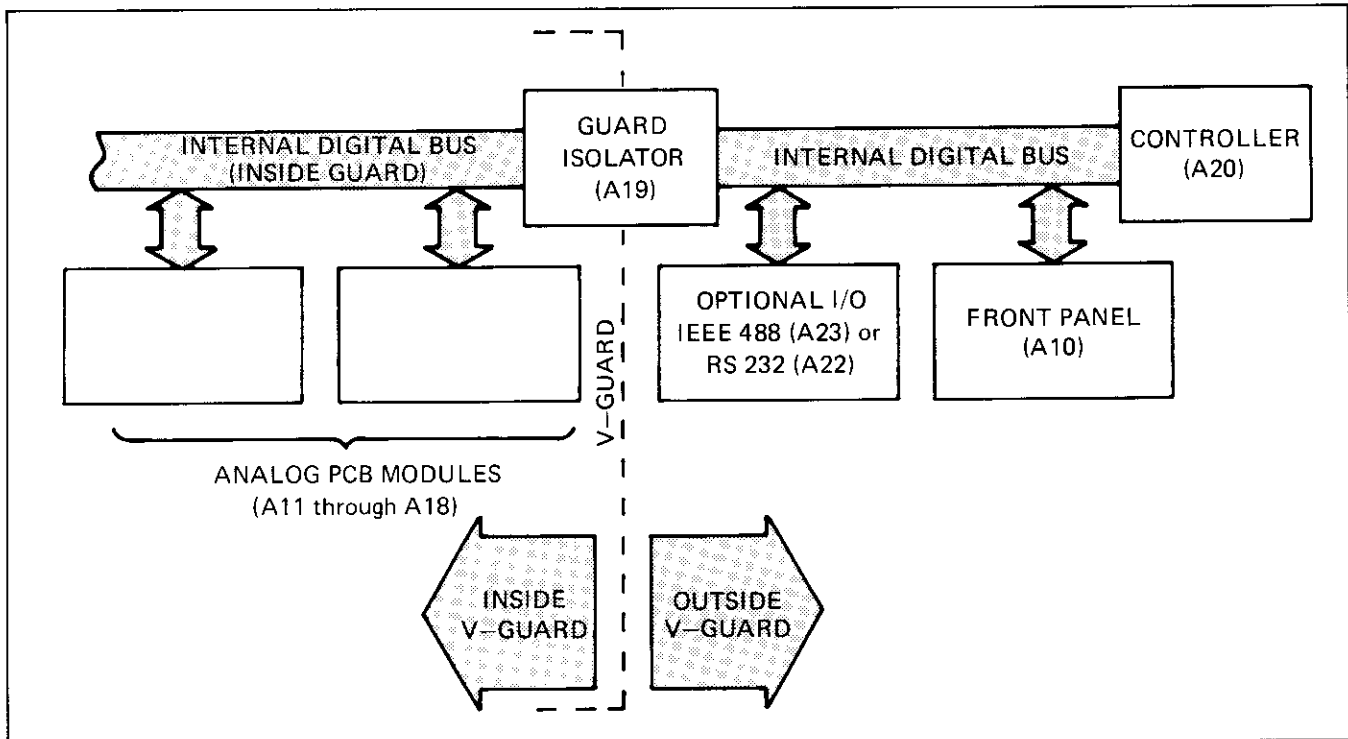 INTERNAL DIGITAL BUS
(INSIDE GUARD)
GUARD
ISOLATOR
(A19)
INTERNAL DIGITAL BUS
CONTROLLER
(A20)
OPTIONAL I/O
IEEE 488 (A23) or
RS 232 (A22)
FRONT PANEL
(A10)
V–GUARD
ANALOG PCB MODULES
(A11 through A18)
INSIDE
V–GUARD
OUTSIDE
V–GUARD